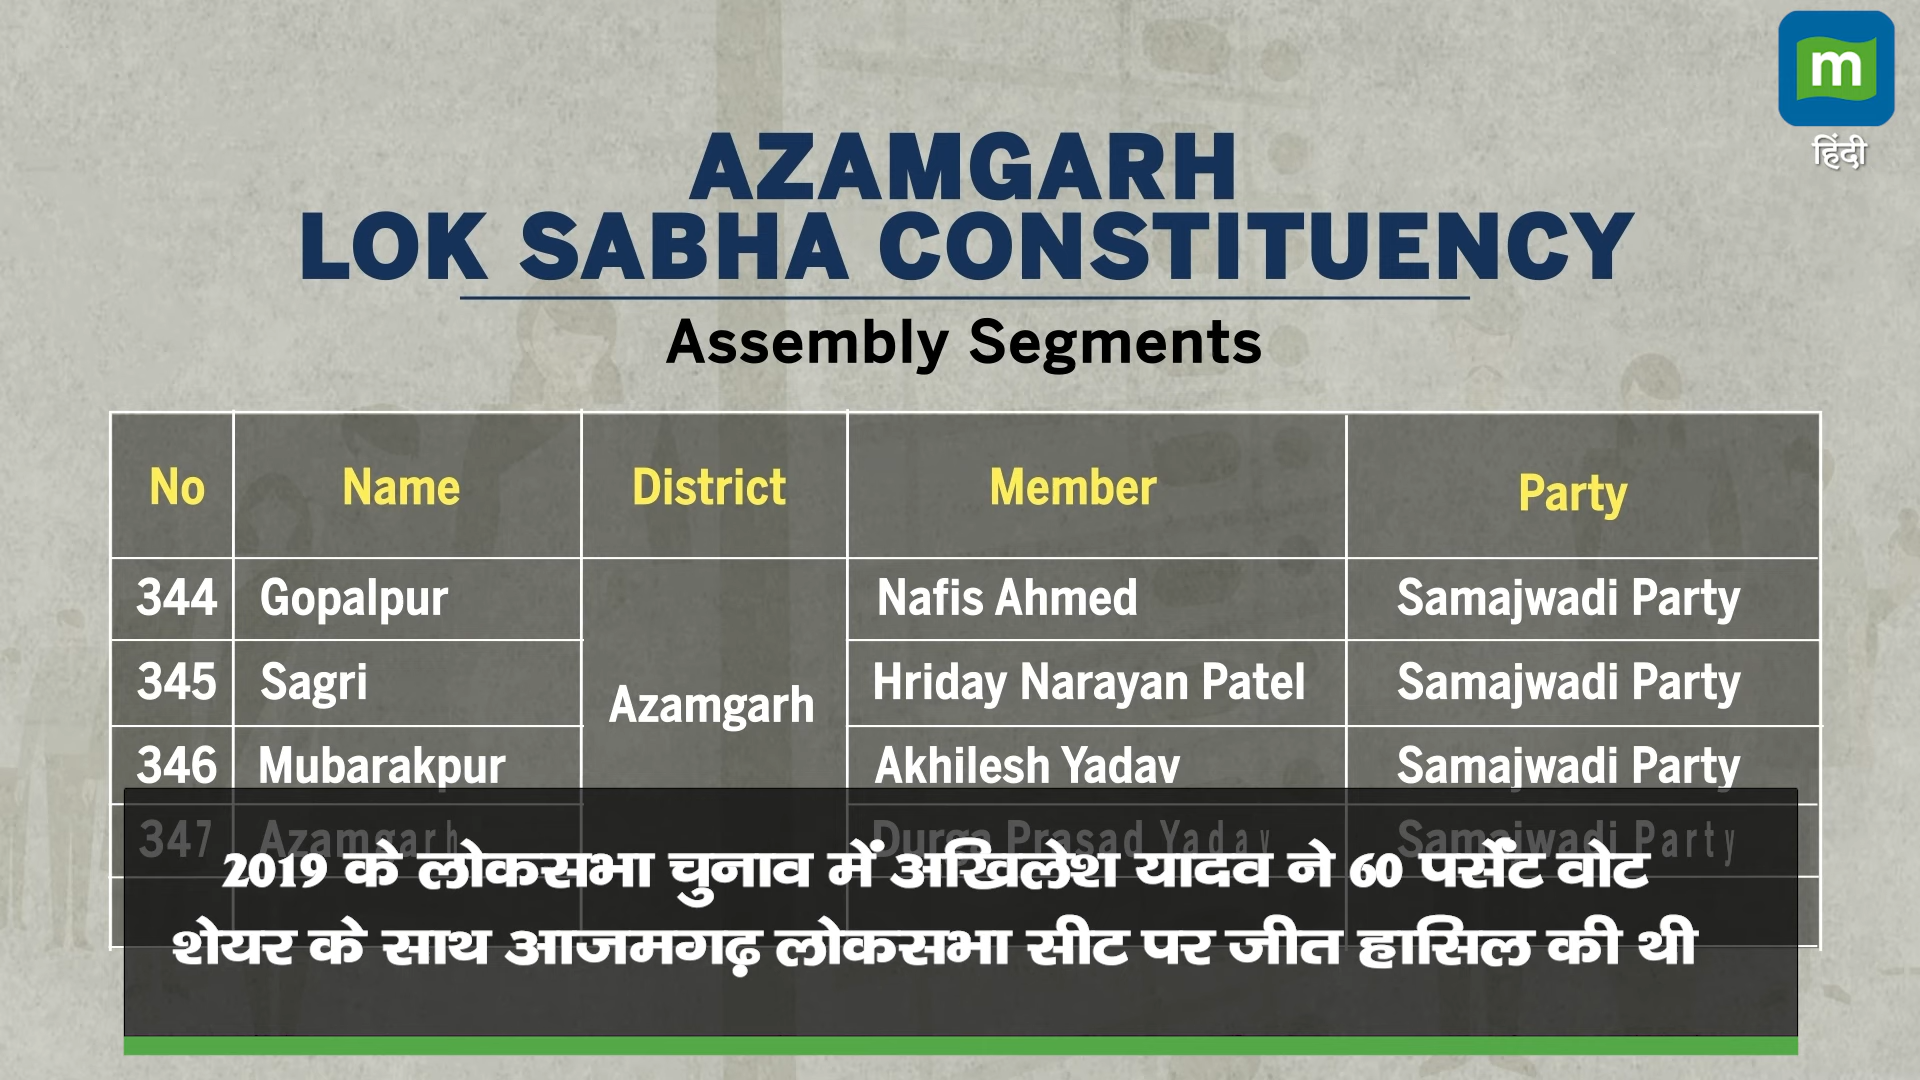 m
हिंदी
AZAMGARH
LOK SABHA CONSTITUENCY
Assembly Segments
No Name District Member Party
344 Gopalpur Nafis Ahmed Samajwadi Party
345 Sagri Hriday Narayan Patel Samajwadi Party
Azamgarh
346 Mubarakpur Akhilesh Yadav Samajwadi Party
347 Azamgarh Durga Prasad Yadav Samajwadi Party
2019 के लोकसभा चुनाव में अखिलेश यादव ने 60 पर्सेंट वोट
शेयर के साथ आजमगढ़ लोकसभा सीट पर जीत हासिल की थी